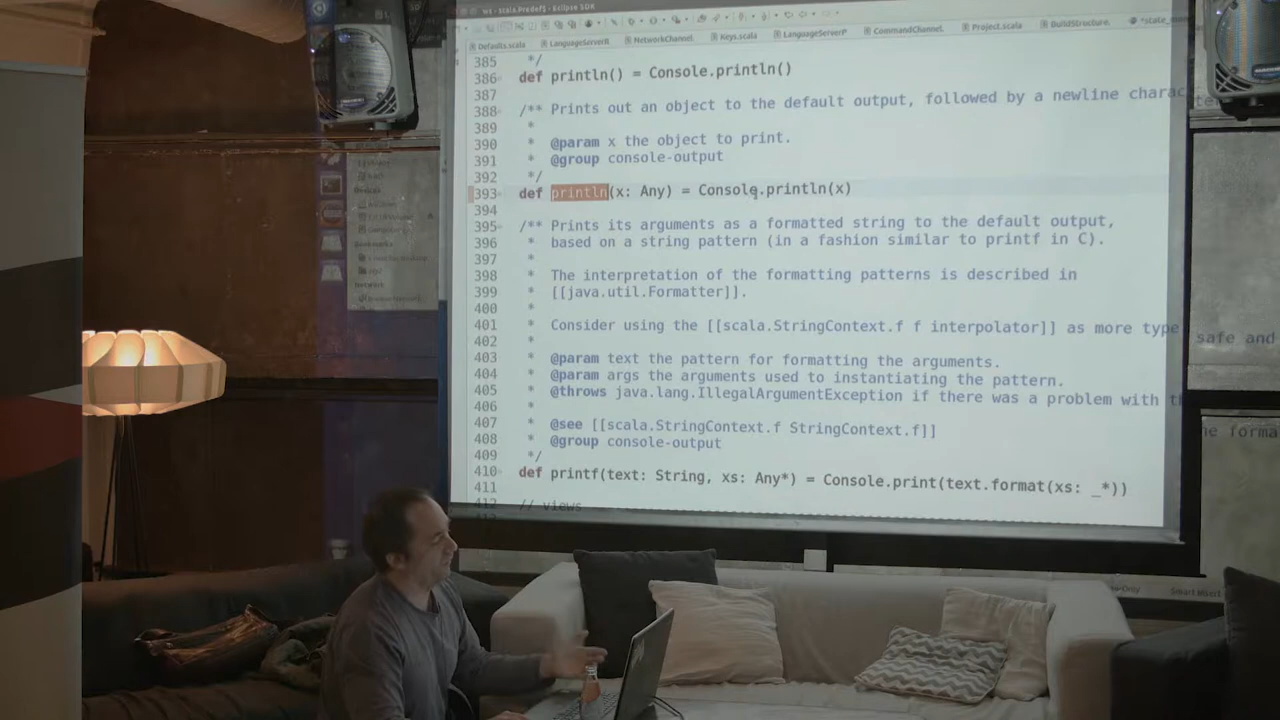 ws - Scala.Predef] - Eclipse SDK
Defaults.scala LanguageServerR NetworkChannel. Keys.scala LanguageServerP CommandChannel. Project.scala BuildStructure.
385 */
386 def println() = Console.println()
387
388 /** Prints out an object to the default output, followed by a newline charac
389 *
390 * @param x the object to print.
391 * @group console-output
392 */
393 def println(x: Any) = Console.println(x)
394
395 /** Prints its arguments as a formatted string to the default output,
396 * based on a string pattern (in a fashion similar to printf in C).
397 *
398 * The interpretation of the formatting patterns is described in
399 * [[java.util.Formatter]].
400 *
401 * Consider using the [[scala.StringContext.f f interpolator]] as more type safe and
402 *
403 * @param text the pattern for formatting the arguments.
404 * @param args the arguments used to instantiating the pattern.
405 * @throws java.lang.IllegalArgumentException if there was a problem with t
406 *
407 * @see [[scala.StringContext.f StringContext.f]]
408 * @group console-output
409 */
410 def printf(text: String, xs: Any*) = Console.print(text.format(xs: _*))
411
412 // views